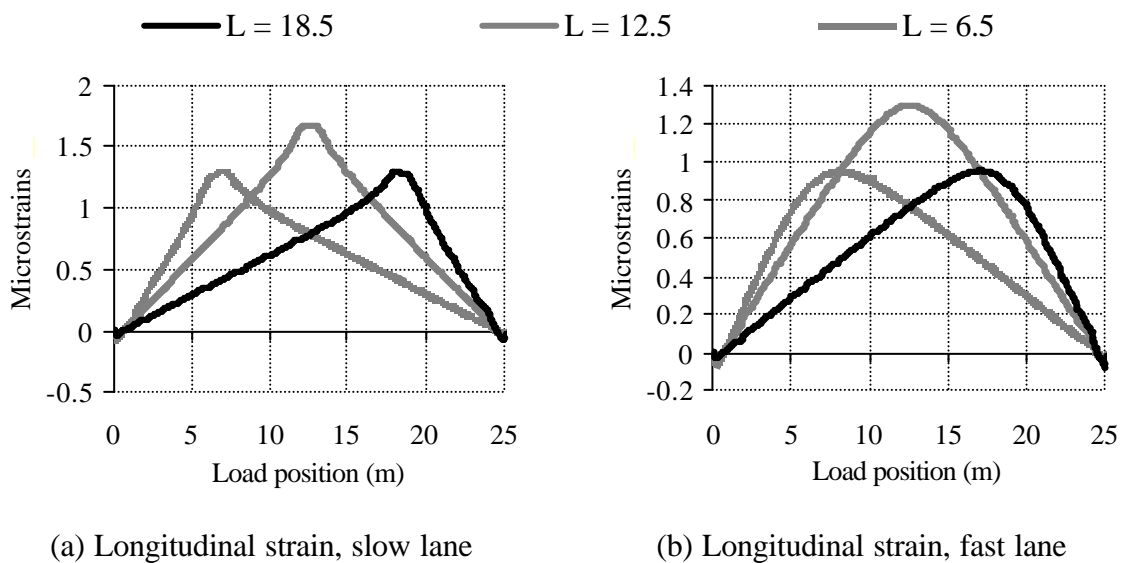 L = 18.5 L = 12.5 L = 6.5
2
1.5
1
0.5
0
-0.5
Microstrains
0 5 10 15 20 25
Load position (m)
(a) Longitudinal strain, slow lane
1.4
1.2
1
0.8
0.6
0.4
0.2
0
-0.2
Microstrains
0 5 10 15 20 25
Load position (m)
(b) Longitudinal strain, fast lane